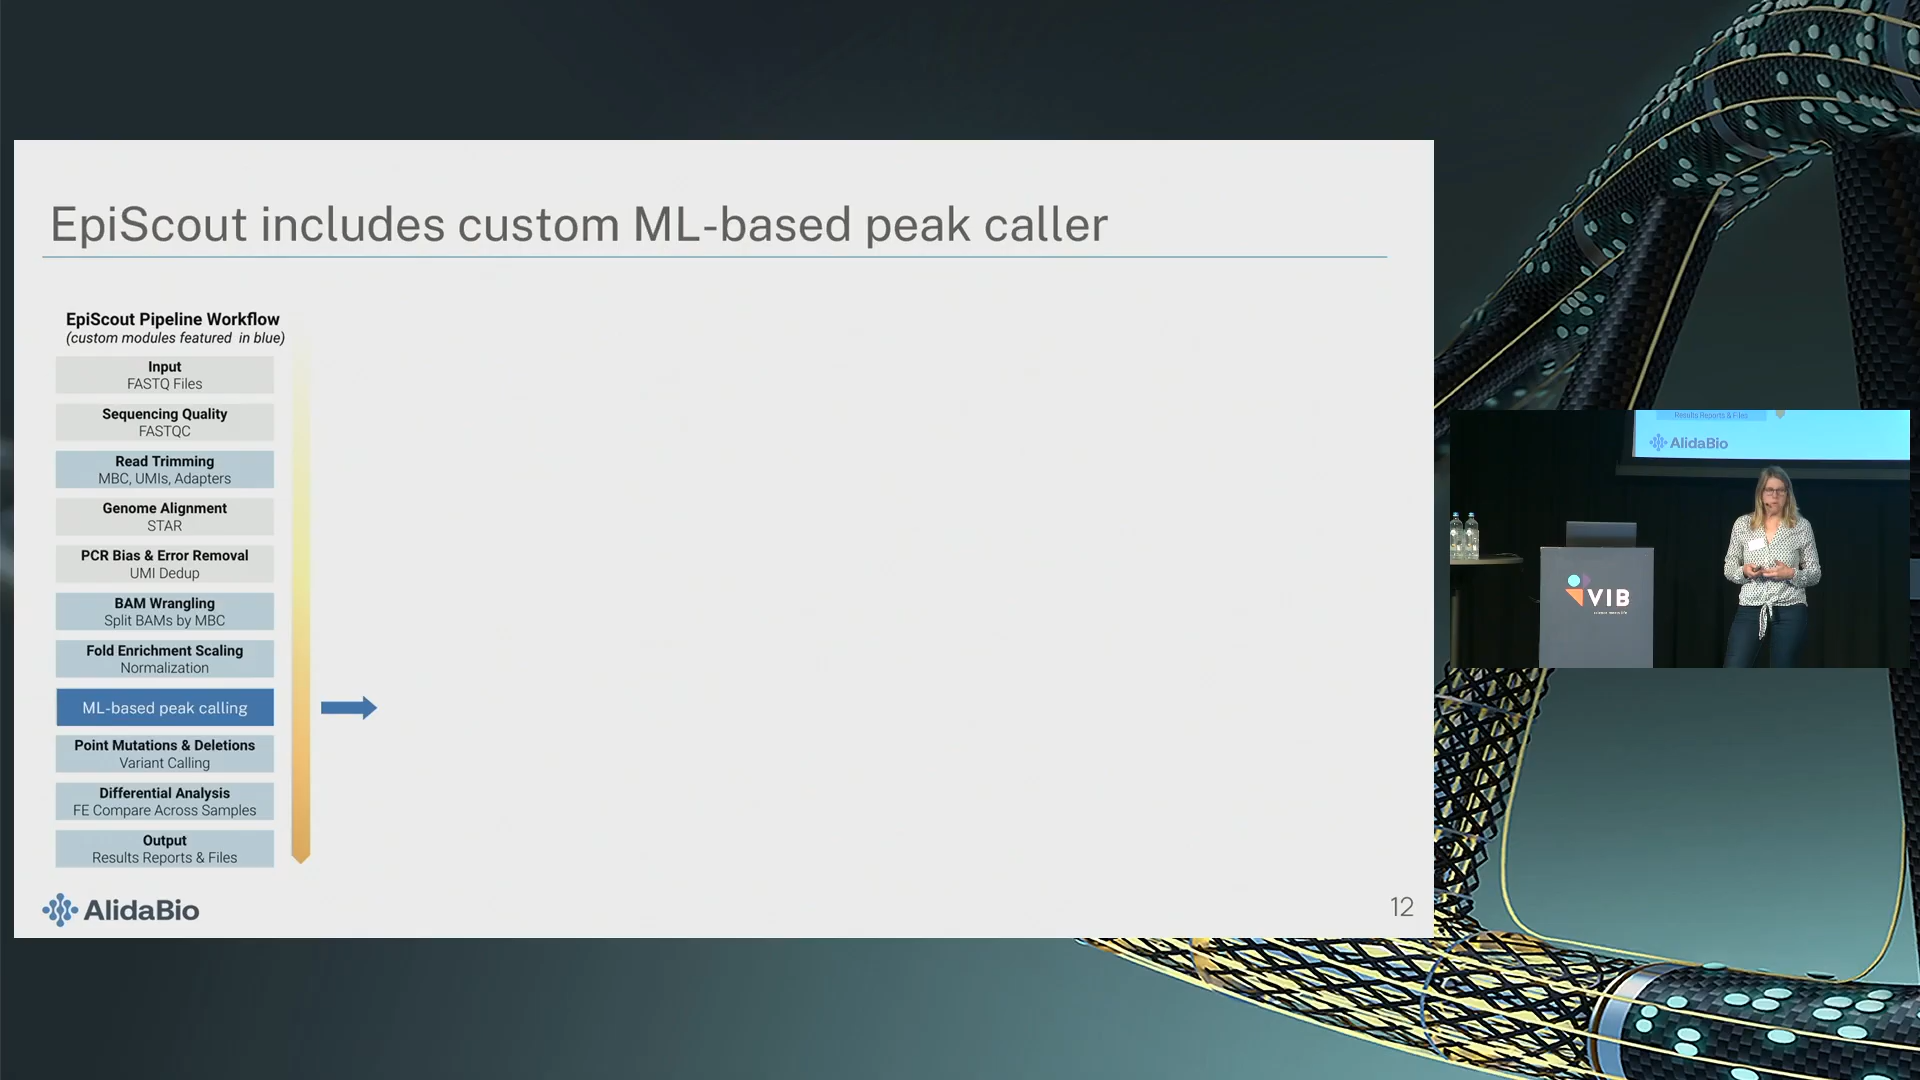 EpiScout includes custom ML-based peak caller
EpiScout Pipeline Workflow
(custom modules featured in blue)
Input
FASTQ Files
Sequencing Quality
FASTQC
Read Trimming
MBC, UMIs, Adapters
Genome Alignment
STAR
PCR Bias & Error Removal
UMI Dedup
BAM Wrangling
Split BAMs by MBC
Fold Enrichment Scaling
Normalization
ML-based peak calling
Point Mutations & Deletions
Variant Calling
Differential Analysis
FE Compare Across Samples
Output
Results Reports & Files
AlidaBio
12
Results Reports & Files
AlidaBio
VIB